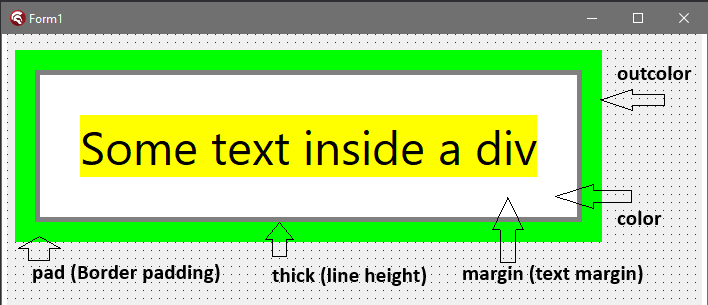 Form1
outcolor
Some text inside a div
color
pad (Border padding)
thick (line height)
margin (text margin)